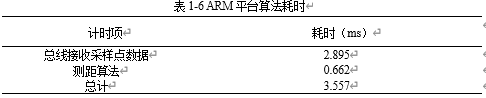 表 1-6 ARM 平台算法耗时
计时项 耗时（ms）
总线接收采样点数据 2.895
测距算法 0.662
总计 3.557